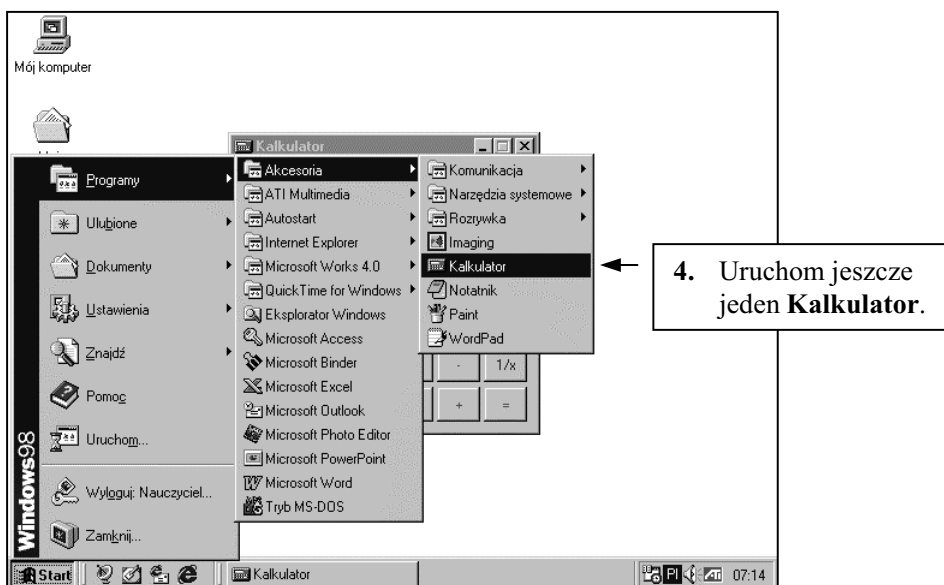 Mój komputer
Kalkulator
Programy
Ulubione
Dokumenty
Ustawienia
Znajdź
Pomoc
Uruchom...
Wyloguj: Nauczyciel...
Zamknij...
Windows98
Akcesoria
ATI Multimedia
Autostart
Internet Explorer
Microsoft Works 4.0
QuickTime for Windows
Eksplorator Windows
Microsoft Access
Microsoft Binder
Microsoft Excel
Microsoft Outlook
Microsoft Photo Editor
Microsoft PowerPoint
Microsoft Word
Tryb MS-DOS
Komunikacja
Narzędzia systemowe
Rozrywka
Imaging
Kalkulator
Notatnik
Paint
WordPad
- 1/x
+ =
4. Uruchom jeszcze
jeden Kalkulator.
Start Kalkulator PI 07:14